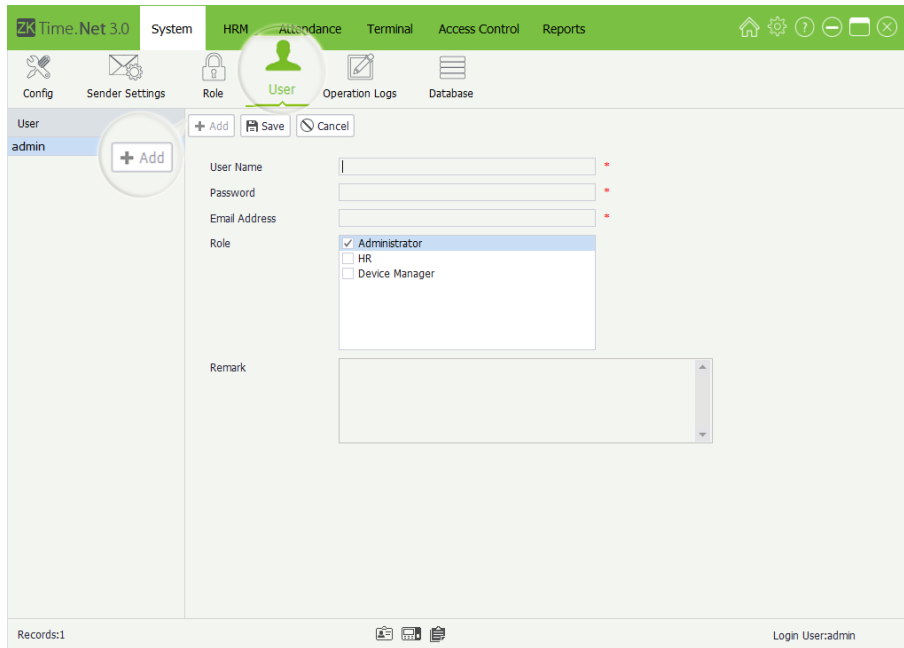 ZK Time.Net 3.0 System HRM Attendance Terminal Access Control Reports
Config Sender Settings Role User Operation Logs Database
User
admin
+ Add
+ Add Save Cancel
User Name *
Password *
Email Address *
Role
Administrator
HR
Device Manager
Remark
Records:1 Login User:admin